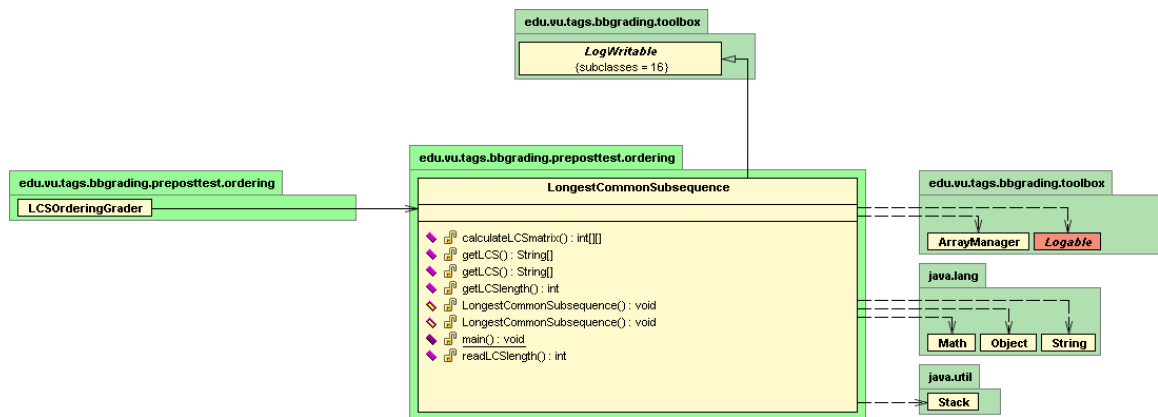 edu.vu.tags.bbgrading.toolbox
LogWritable
{subclasses = 16}
edu.vu.tags.bbgrading.preposttest.ordering
LCSOrderingGrader
edu.vu.tags.bbgrading.preposttest.ordering
LongestCommonSubsequence
calculateLCSmatrix() : int[][]
getLCS() : String[]
getLCS() : String[]
getLCSlength() : int
LongestCommonSubsequence() : void
LongestCommonSubsequence() : void
main() : void
readLCSlength() : int
edu.vu.tags.bbgrading.toolbox
ArrayManager Logable
java.lang
Math Object String
java.util
Stack